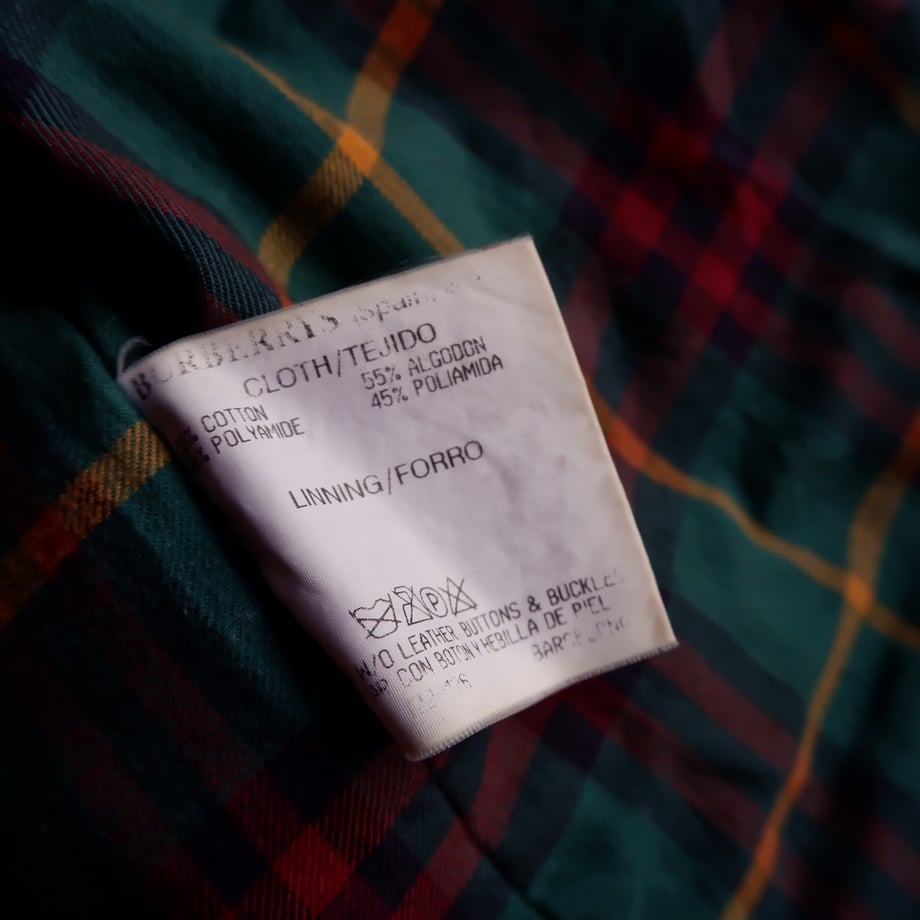 BURBERRYS (Spain)
CLOTH/TEJIDO
COTTON 55% ALGODON
POLYAMIDE 45% POLIAMIDA
LINNING/FORRO
W/O LEATHER BUTTONS & BUCKLES
CON BOTON Y HEBILLA DE PIEL